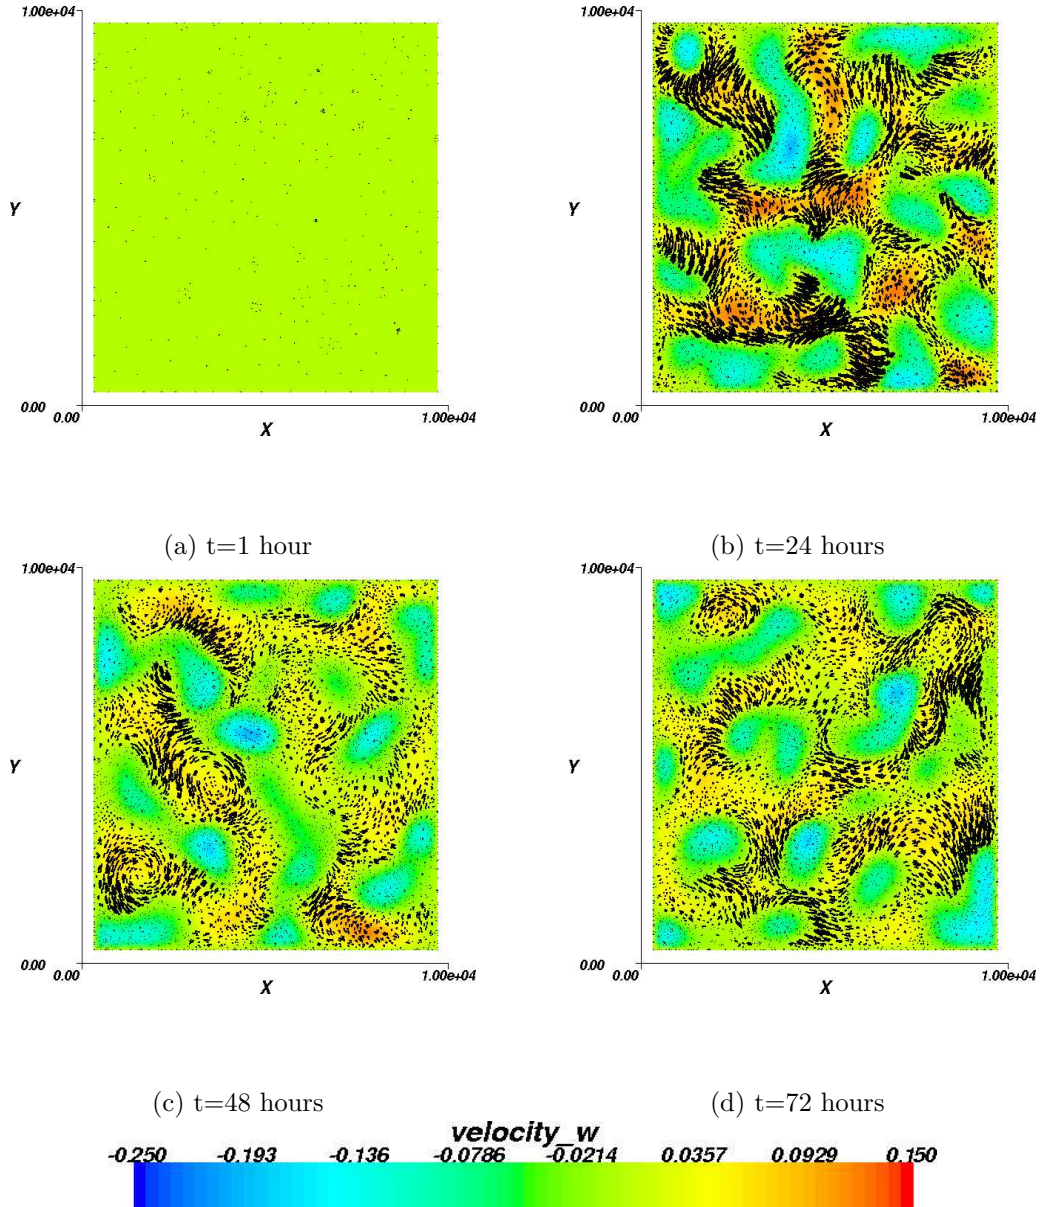 1.00e+04
Y
0.00
0.00
1.00e+04
X
(a) t=1 hour
1.00e+04
Y
0.00
0.00
1.00e+04
X
(b) t=24 hours
1.00e+04
Y
0.00
0.00
1.00e+04
X
(c) t=48 hours
1.00e+04
Y
0.00
0.00
1.00e+04
X
(d) t=72 hours
velocity_w
-0.250 -0.193 -0.136 -0.0786 -0.0214 0.0357 0.0929 0.150